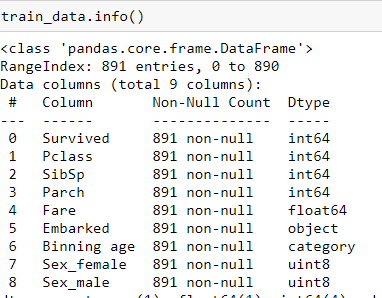 train_data.info()
<class 'pandas.core.frame.DataFrame'>
RangeIndex: 891 entries, 0 to 890
Data columns (total 9 columns):
 #   Column       Non-Null Count  Dtype
---  ------       --------------  -----
 0   Survived     891 non-null    int64
 1   Pclass       891 non-null    int64
 2   SibSp        891 non-null    int64
 3   Parch        891 non-null    int64
 4   Fare         891 non-null    float64
 5   Embarked     891 non-null    object
 6   Binning age  891 non-null    category
 7   Sex_female   891 non-null    uint8
 8   Sex_male     891 non-null    uint8